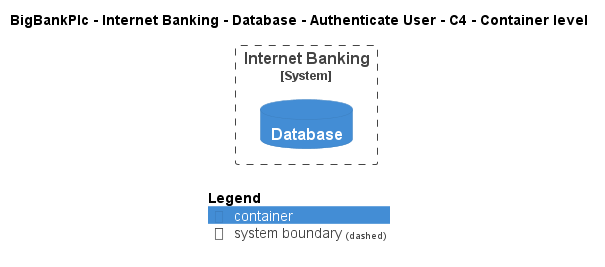 BigBankPlc - Internet Banking - Database - Authenticate User - C4 - Container level
Internet Banking
[System]
Database
Legend
container
system boundary (dashed)